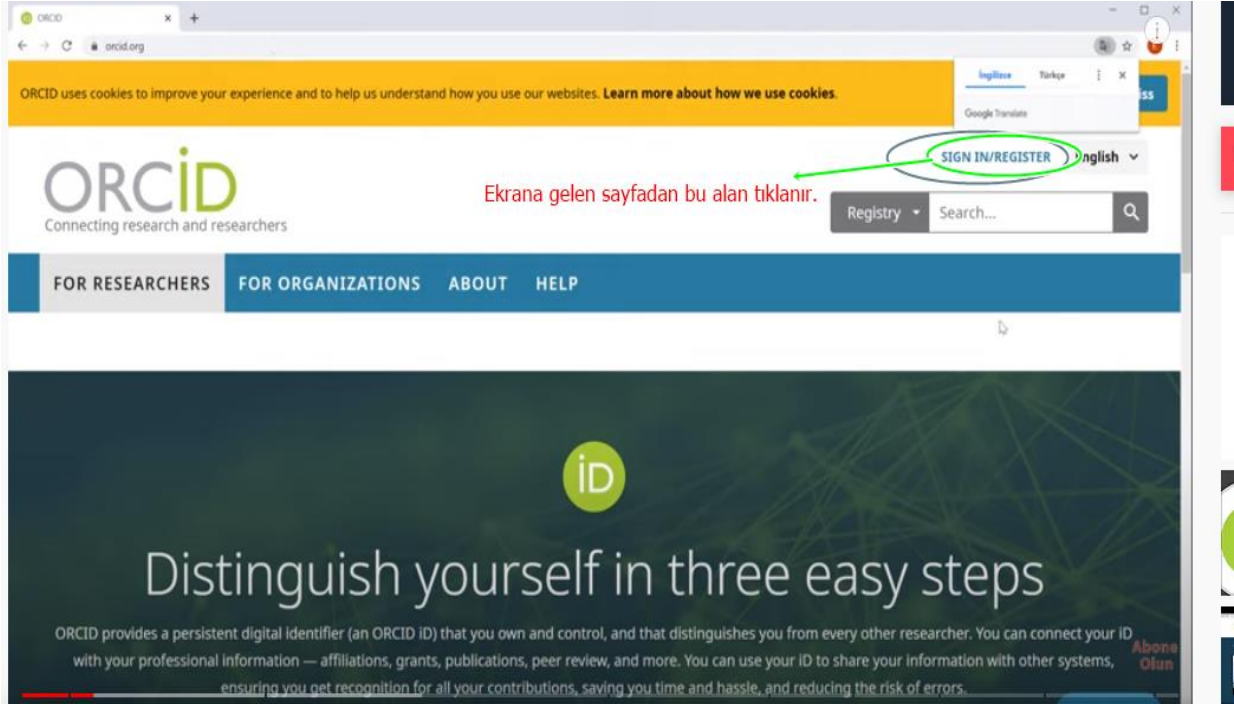 ORCID
orcid.org
İngilizce Türkçe
Google Translate
ORCID uses cookies to improve your experience and to help us understand how you use our websites. Learn more about how we use cookies.
iss
SIGN IN/REGISTER
nglish
ORCID
Connecting research and researchers
Ekrana gelen sayfadan bu alan tıklanır.
Registry
Search...
FOR RESEARCHERS FOR ORGANIZATIONS ABOUT HELP
iD
Distinguish yourself in three easy steps
ORCID provides a persistent digital identifier (an ORCID iD) that you own and control, and that distinguishes you from every other researcher. You can connect your iD
with your professional information — affiliations, grants, publications, peer review, and more. You can use your iD to share your information with other systems,
ensuring you get recognition for all your contributions, saving you time and hassle, and reducing the risk of errors.
Abone
Olun